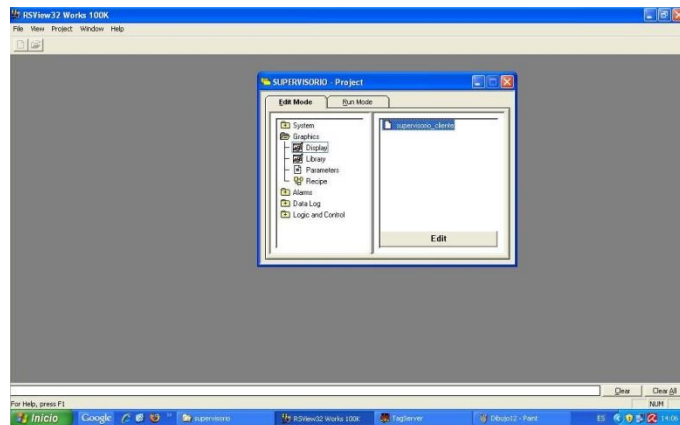 RSView32 Works 100K
File View Project Window Help
SUPERVISORIO - Project
Edit Mode Run Mode
System
Graphics
Display
Library
Parameters
Recipe
Alarms
Data Log
Logic and Control
supervisorio_cliente
Edit
Clear Clear All
For Help, press F1
NUM
Inicio Google supervisorio RSView32 Works 100K TagServer Dibujo12 - Paint ES 14:06